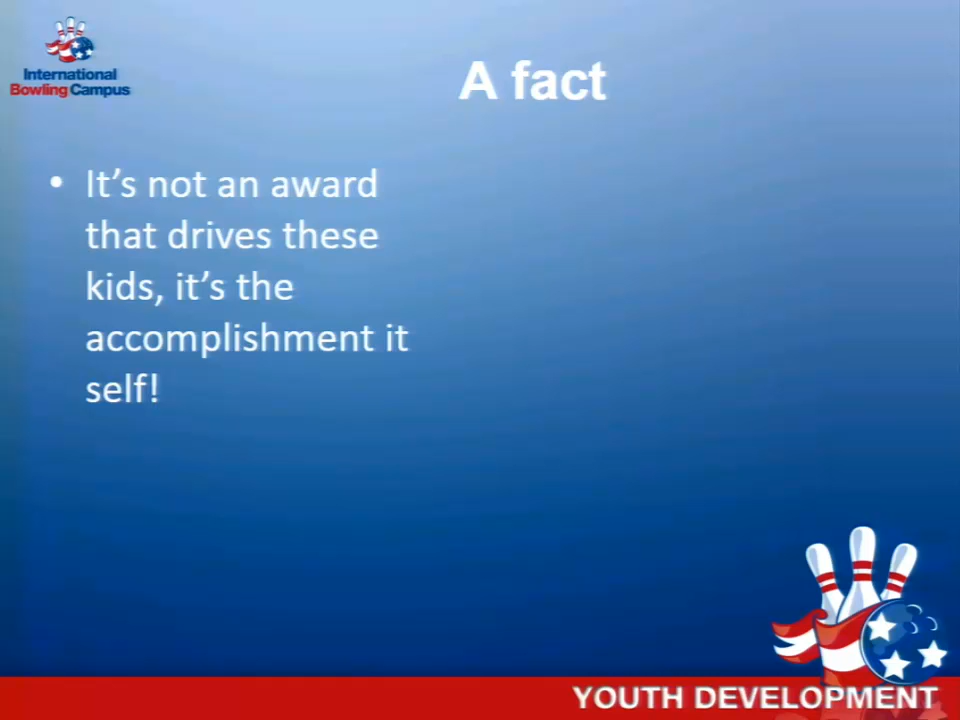 International
Bowling Campus
A fact
• It’s not an award
that drives these
kids, it’s the
accomplishment it
self!
YOUTH DEVELOPMENT